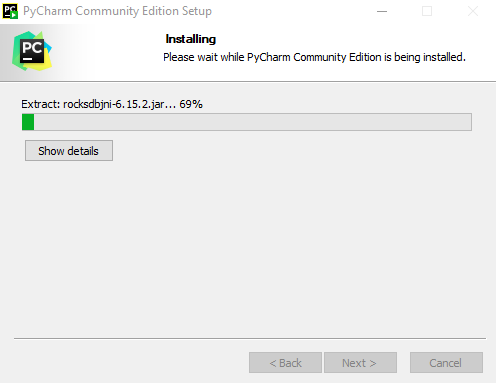 PC PyCharm Community Edition Setup
PC
Installing
Please wait while PyCharm Community Edition is being installed.
Extract: rocksdbjni-6.15.2.jar... 69%
Show details
< Back
Next >
Cancel